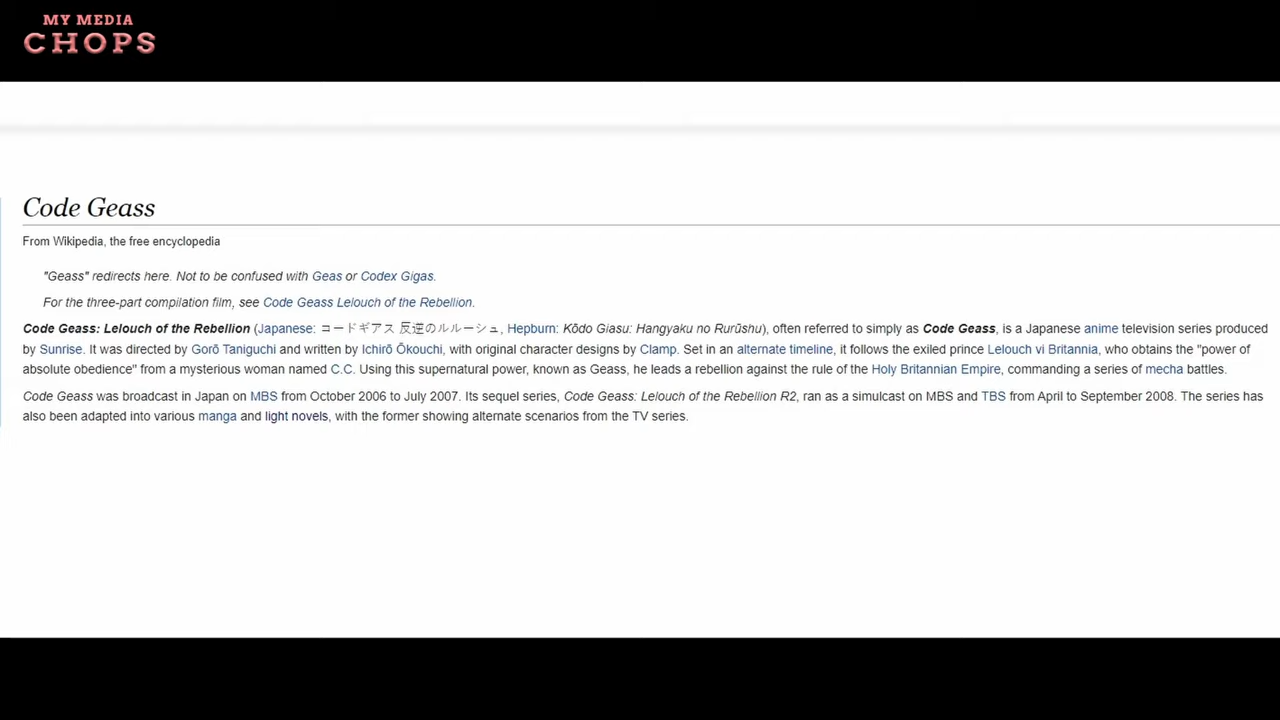 MY MEDIA
CHOPS
Code Geass
From Wikipedia, the free encyclopedia
"Geass" redirects here. Not to be confused with Geas or Codex Gigas.
For the three-part compilation film, see Code Geass Lelouch of the Rebellion.
Code Geass: Lelouch of the Rebellion (Japanese: コードギアス 反逆のルルーシュ, Hepburn: Kōdo Giasu: Hangyaku no Rurūshu), often referred to simply as Code Geass, is a Japanese anime television series produced
by Sunrise. It was directed by Gorō Taniguchi and written by Ichirō Ōkouchi, with original character designs by Clamp. Set in an alternate timeline, it follows the exiled prince Lelouch vi Britannia, who obtains the "power of
absolute obedience" from a mysterious woman named C.C. Using this supernatural power, known as Geass, he leads a rebellion against the rule of the Holy Britannian Empire, commanding a series of mecha battles.
Code Geass was broadcast in Japan on MBS from October 2006 to July 2007. Its sequel series, Code Geass: Lelouch of the Rebellion R2, ran as a simulcast on MBS and TBS from April to September 2008. The series has
also been adapted into various manga and light novels, with the former showing alternate scenarios from the TV series.